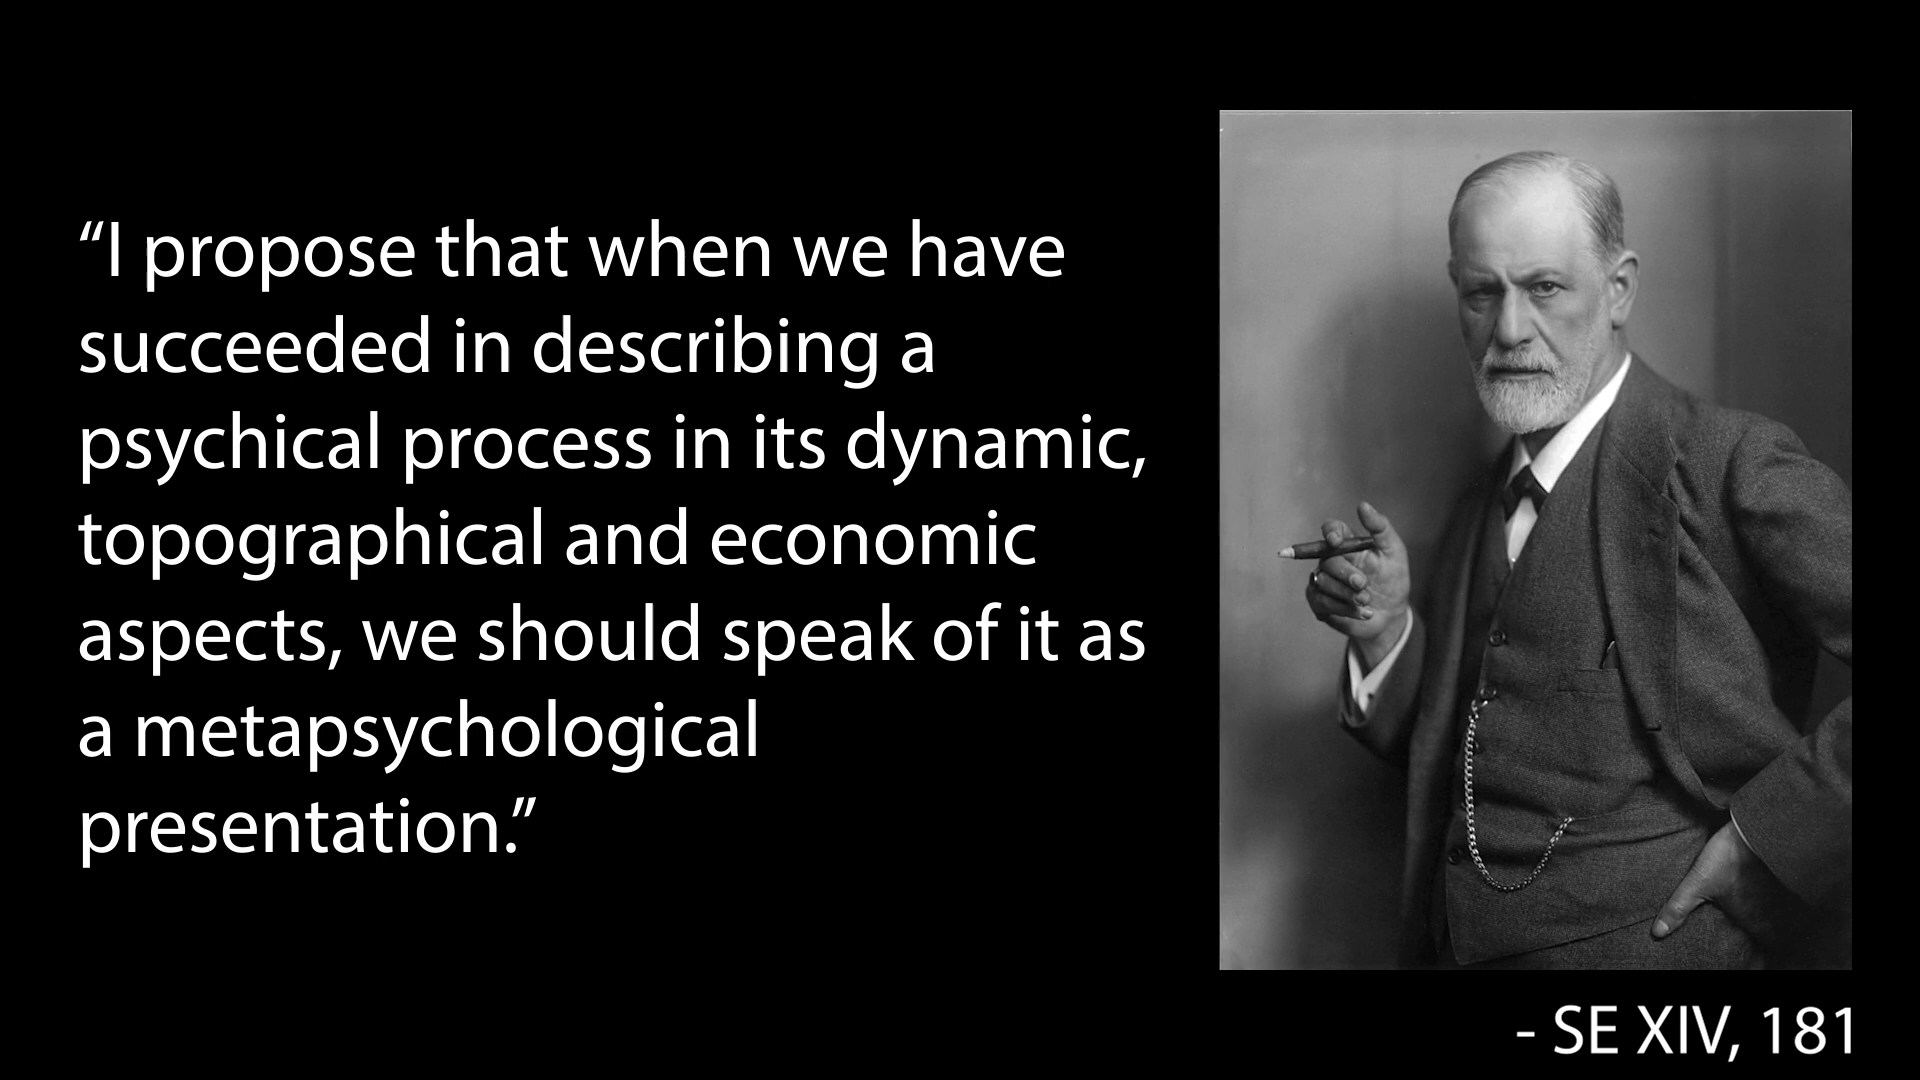 “I propose that when we have
succeeded in describing a
psychical process in its dynamic,
topographical and economic
aspects, we should speak of it as
a metapsychological
presentation.”
- SE XIV, 181